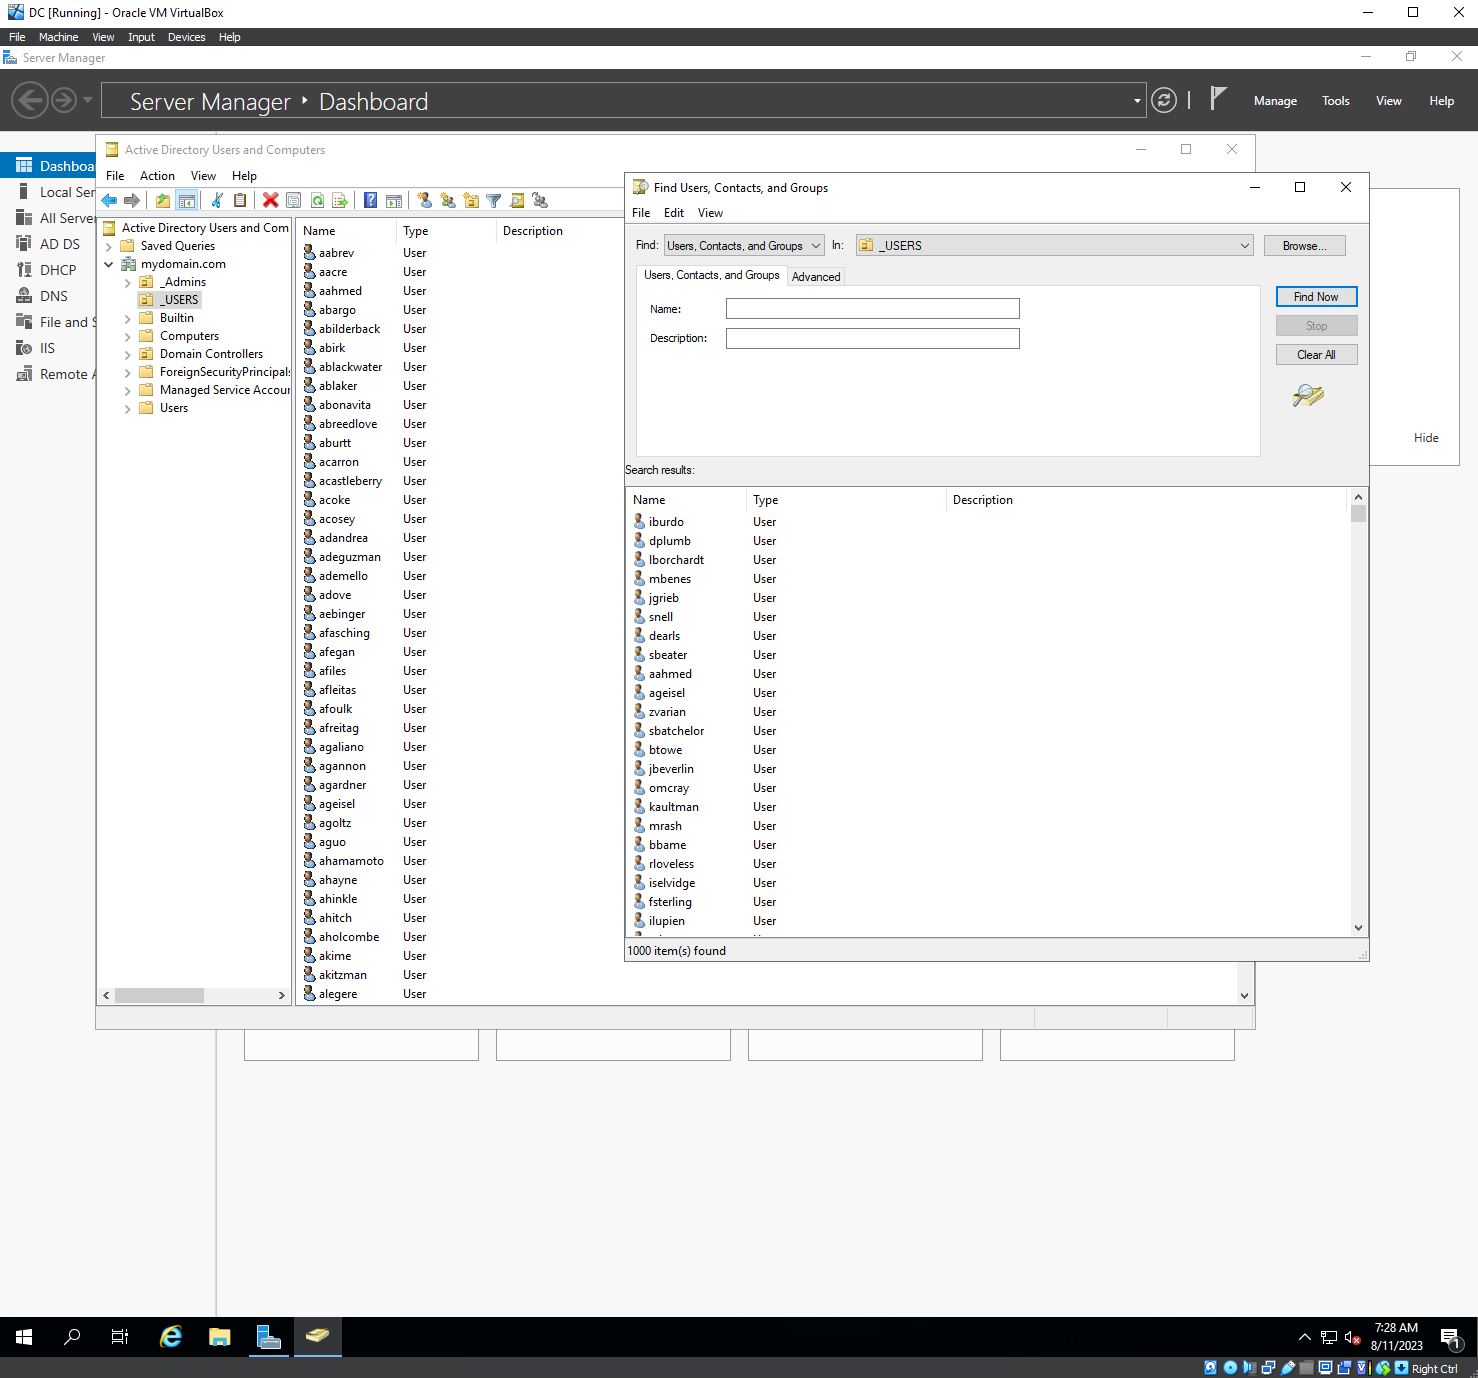 DC [Running] - Oracle VM VirtualBox
File Machine View Input Devices Help
Server Manager
Server Manager ‣ Dashboard
Manage Tools View Help
Dashboa
Local Ser
All Serve
AD DS
DHCP
DNS
File and S
IIS
Remote A
Active Directory Users and Computers
File Action View Help
Active Directory Users and Com
Saved Queries
mydomain.com
_Admins
_USERS
Builtin
Computers
Domain Controllers
ForeignSecurityPrincipals
Managed Service Accour
Users
Name Type Description
aabrev User
aacre User
aahmed User
abargo User
abilderback User
abirk User
ablackwater User
ablaker User
abonavita User
abreedlove User
aburtt User
acarron User
acastleberry User
acoke User
acosey User
adandrea User
adeguzman User
ademello User
adove User
aebinger User
afasching User
afegan User
afiles User
afleitas User
afoulk User
afreitag User
agaliano User
agannon User
agardner User
ageisel User
agoltz User
aguo User
ahamamoto User
ahayne User
ahinkle User
ahitch User
aholcombe User
akime User
akitzman User
alegere User
Find Users, Contacts, and Groups
File Edit View
Find: Users, Contacts, and Groups In: _USERS Browse...
Users, Contacts, and Groups Advanced
Name:
Description:
Find Now
Stop
Clear All
Search results:
Name Type Description
iburdo User
dplumb User
lborchardt User
mbenes User
jgrieb User
snell User
dearls User
sbeater User
aahmed User
ageisel User
zvarian User
sbatchelor User
btowe User
jbeverlin User
omcray User
kaultman User
mrash User
bbame User
rloveless User
iselvidge User
fsterling User
ilupien User
1000 item(s) found
Hide
7:28 AM
8/11/2023
1
Right Ctrl